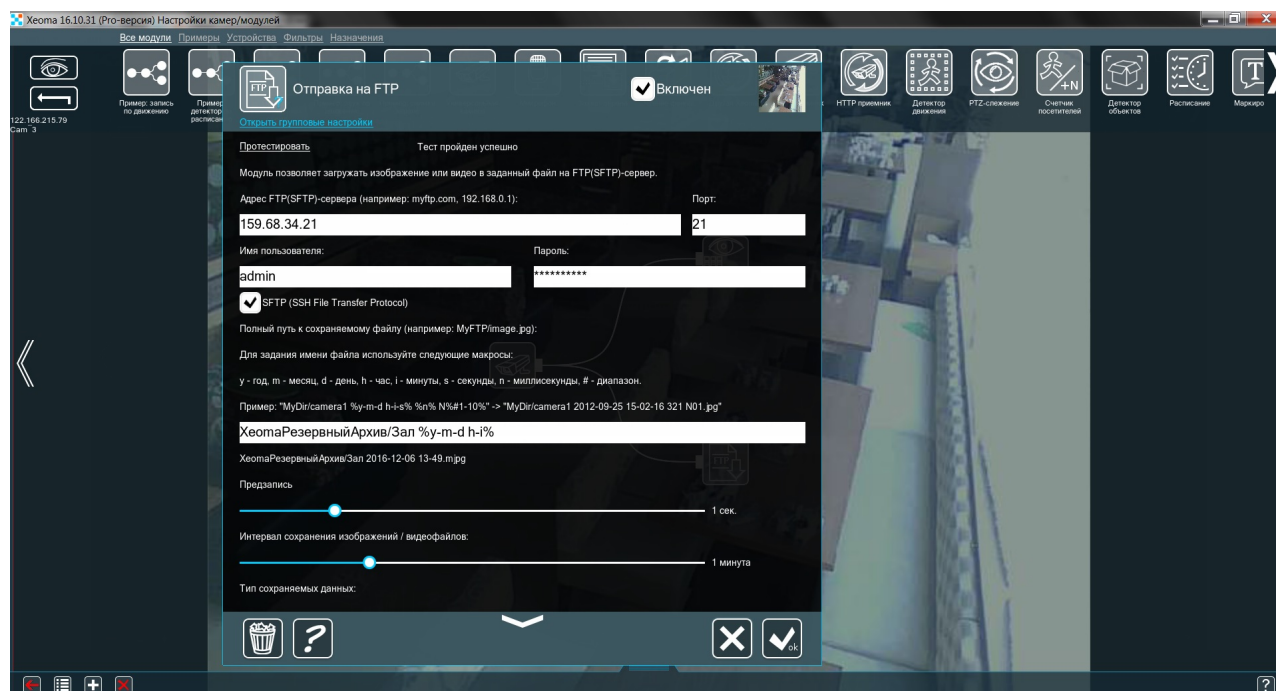 Xeoma 16.10.31 (Pro-версия) Настройки камер/модулей
Все модули Примеры Устройства Фильтры Назначения
Пример: запись по движению
HTTP приемник
Детектор движения
PTZ-слежение
+N
Счетчик посетителей
Детектор объектов
Расписание
122.166.215.79
Cam_3
FTP
Отправка на FTP
Включен
Открыть групповые настройки
Протестировать Тест пройден успешно
Модуль позволяет загружать изображение или видео в заданный файл на FTP(SFTP)-сервер.
Адрес FTP(SFTP)-сервера (например: myftp.com, 192.168.0.1): Порт:
159.68.34.21 21
Имя пользователя: Пароль:
admin **********
SFTP (SSH File Transfer Protocol)
Полный путь к сохраняемому файлу (например: MyFTP/image.jpg):
Для задания имени файла используйте следующие макросы:
y - год, m - месяц, d - день, h - час, i - минуты, s - секунды, n - миллисекунды, # - диапазон.
Пример: "MyDir/camera1 %y-m-d h-i-s% %n% N%#1-10%" -> "MyDir/camera1 2012-09-25 15-02-16 321 N01.jpg"
XeomaРезервныйАрхив/Зал %y-m-d h-i%
XeomaРезервныйАрхив/Зал 2016-12-06 13-49.mjpg
Предзапись
1 сек.
Интервал сохранения изображений / видеофайлов:
1 минута
Тип сохраняемых данных:
?
ok
?